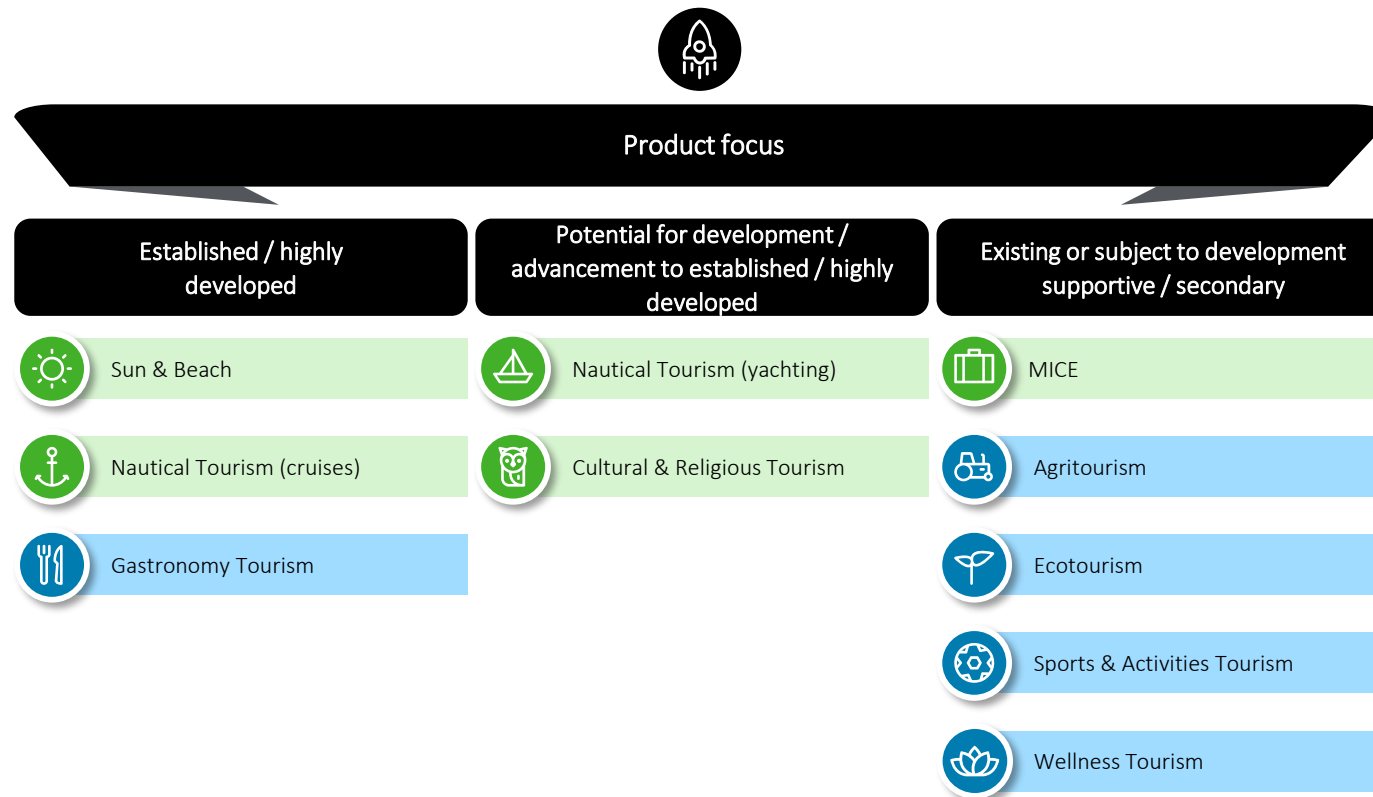 Product focus
Established / highly
developed
Potential for development /
advancement to established / highly
developed
Existing or subject to development
supportive / secondary
Sun & Beach
Nautical Tourism (cruises)
Gastronomy Tourism
Nautical Tourism (yachting)
Cultural & Religious Tourism
MICE
Agritourism
Ecotourism
Sports & Activities Tourism
Wellness Tourism